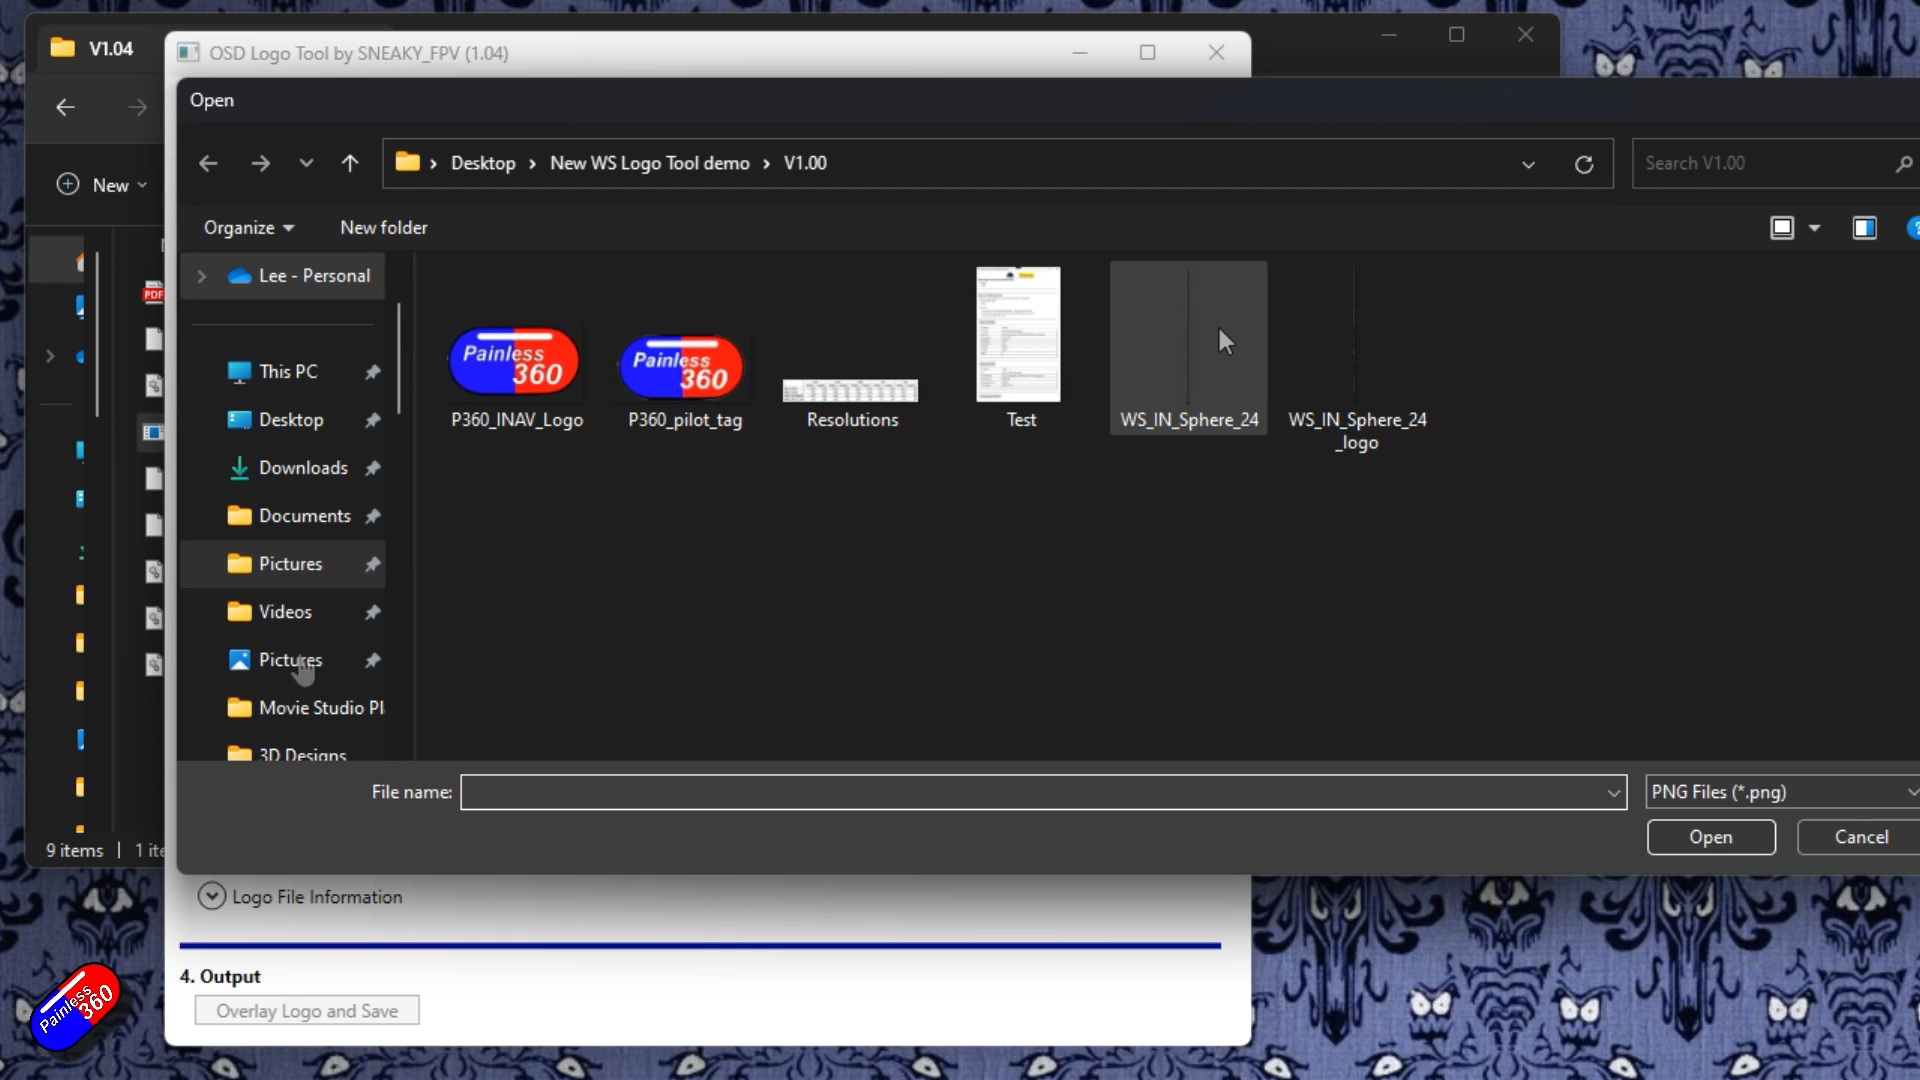 V1.04
OSD Logo Tool by SNEAKY_FPV (1.04)
Open
Desktop
New WS Logo Tool demo
V1.00
Search V1.00
New
Organize
New folder
Lee - Personal
This PC
Desktop
Downloads
Documents
Pictures
Videos
Pictures
Movie Studio Pl
3D Designs
PDF
Painless
360
Painless
360
P360_INAV_Logo
P360_pilot_tag
Resolutions
Test
WS_IN_Sphere_24
WS_IN_Sphere_24
_logo
File name:
PNG Files (*.png)
Open
Cancel
9 items
1 ite
Logo File Information
4. Output
Overlay Logo and Save
Painless
360